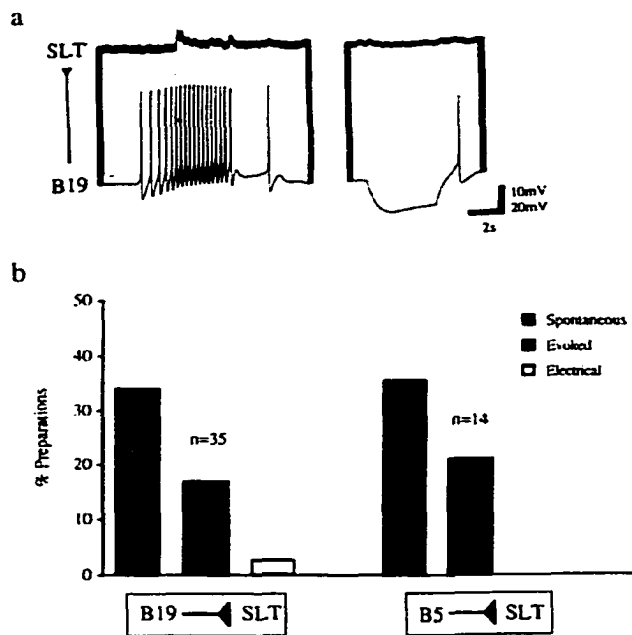 a
SLT
B19
10mV
20mV
2s
b
50
40
30
20
10
0
% Preparations
n=35
n=14
Spontaneous
Evoked
Electrical
B19 SLT
B5 SLT